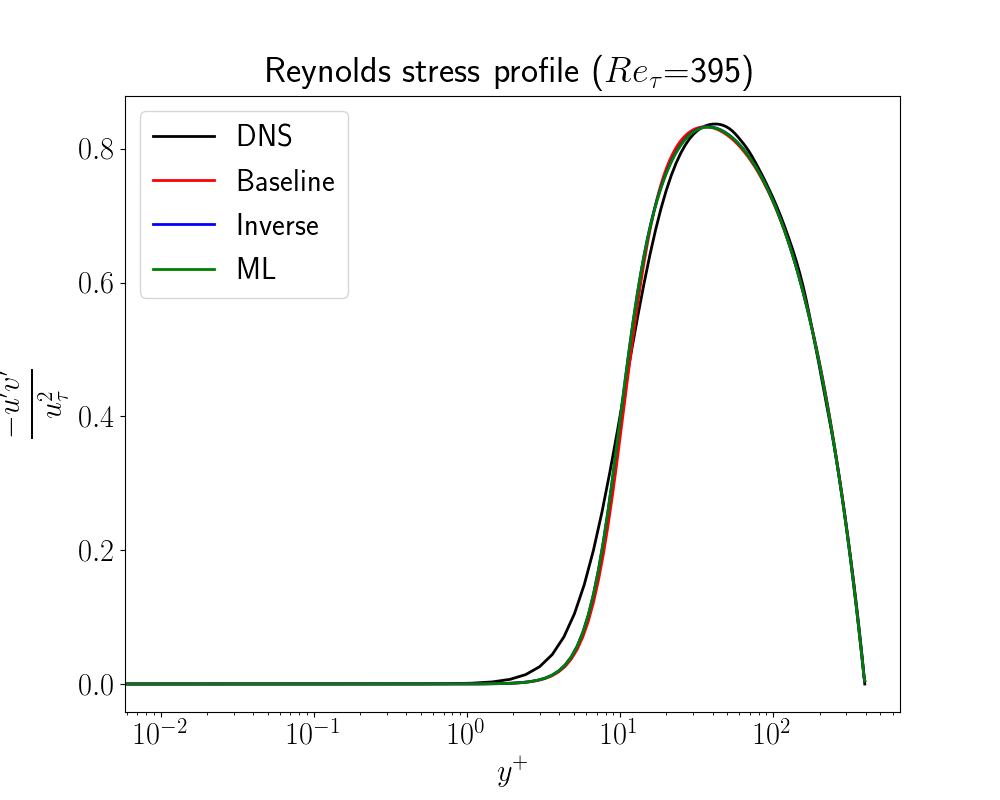 Reynolds stress profile ($Re_\tau$=395)
DNS
Baseline
Inverse
ML
0.8
0.6
0.4
0.2
0.0
$\frac{-u'v'}{u_\tau^2}$
$10^{-2}$ $10^{-1}$ $10^{0}$ $10^{1}$ $10^{2}$
$y^+$